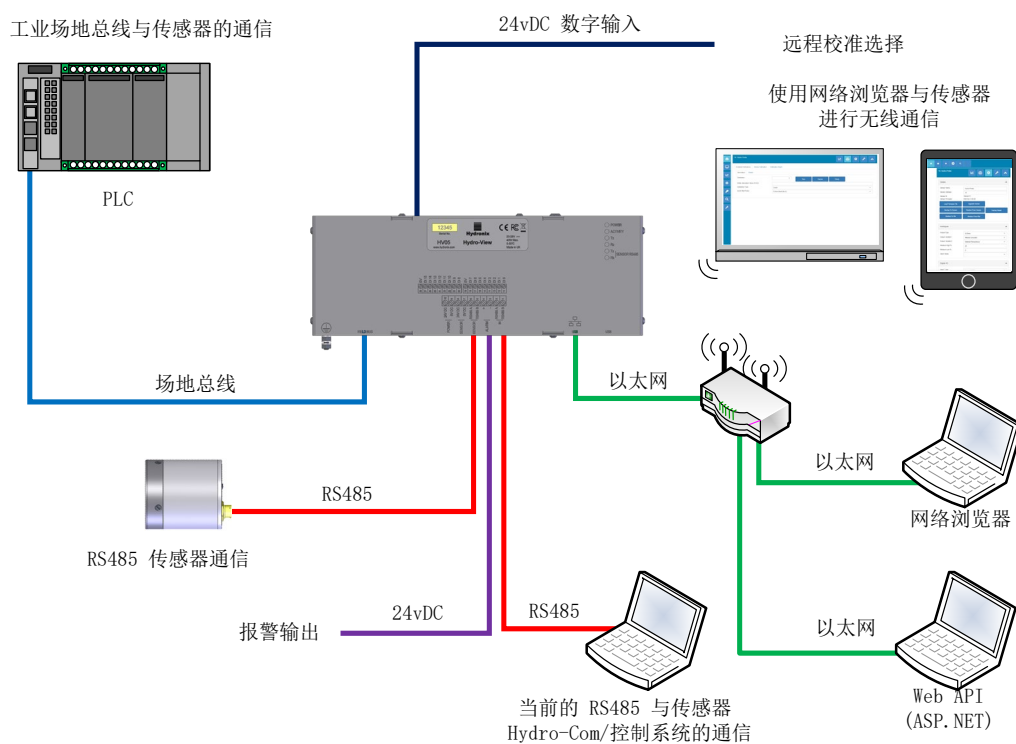 工业场地总线与传感器的通信
24vDC 数字输入
远程校准选择
使用网络浏览器与传感器
进行无线通信
PLC
12345
Hydronix
HV06
Hydro-View
场地总线
以太网
RS485
以太网
网络浏览器
RS485 传感器通信
24vDC
RS485
报警输出
以太网
当前的 RS485 与传感器
Hydro-Com/控制系统的通信
Web API
(ASP.NET)